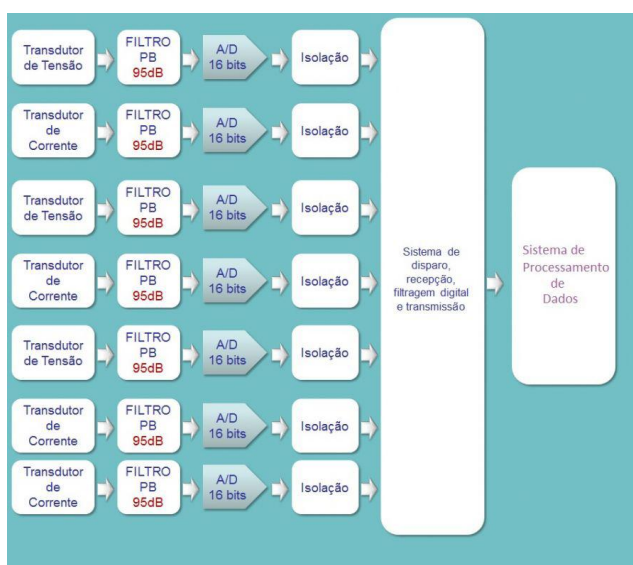 Transdutor
de Tensão
FILTRO
PB
95dB
A/D
16 bits
Isolação
Transdutor
de
Corrente
FILTRO
PB
95dB
A/D
16 bits
Isolação
Transdutor
de Tensão
FILTRO
PB
95dB
A/D
16 bits
Isolação
Transdutor
de
Corrente
FILTRO
PB
95dB
A/D
16 bits
Isolação
Transdutor
de Tensão
FILTRO
PB
95dB
A/D
16 bits
Isolação
Transdutor
de
Corrente
FILTRO
PB
95dB
A/D
16 bits
Isolação
Transdutor
de
Corrente
FILTRO
PB
95dB
A/D
16 bits
Isolação
Sistema de
disparo,
recepção,
filtragem digital
e transmissão
Sistema de
Processamento
de
Dados